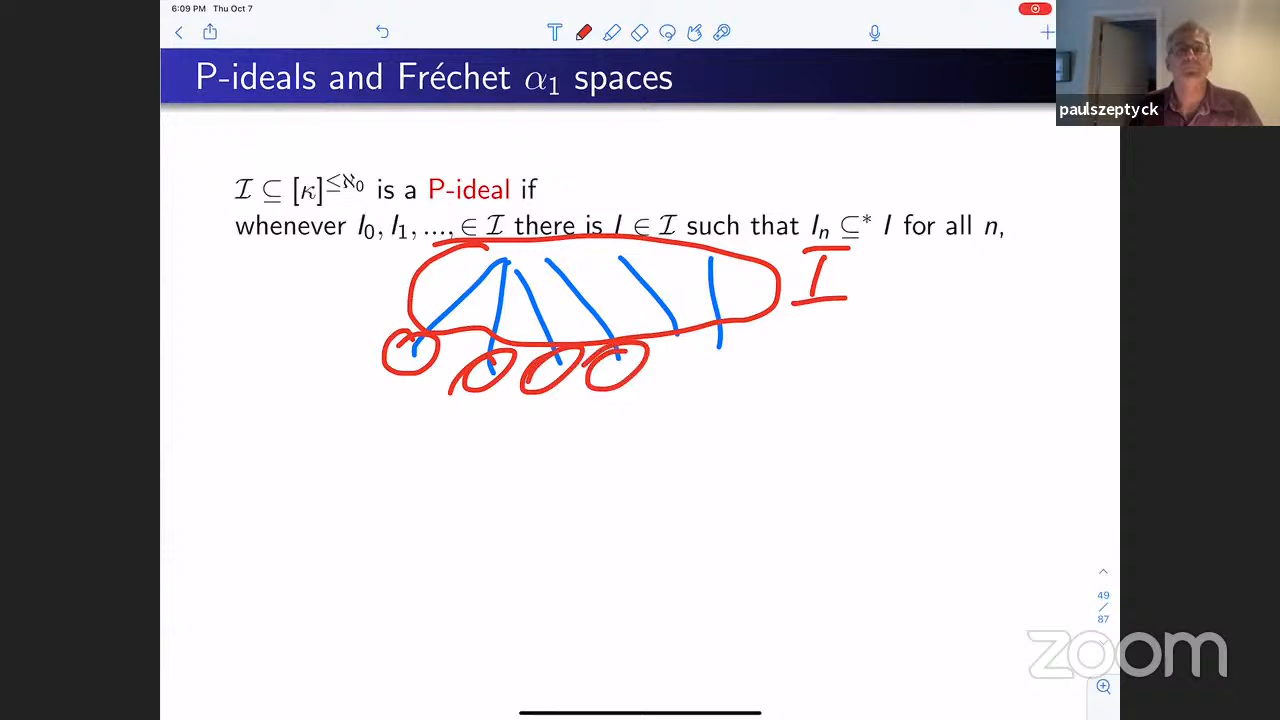 6:09 PM Thu Oct 7
P-ideals and Fréchet α₁ spaces
paulszeptyck
𝓘 ⊆ [κ]^{≤ℵ₀} is a P-ideal if
whenever I₀, I₁, ..., ∈ 𝓘 there is I ∈ 𝓘 such that Iₙ ⊆* I for all n,
I
49
/
87
zoom